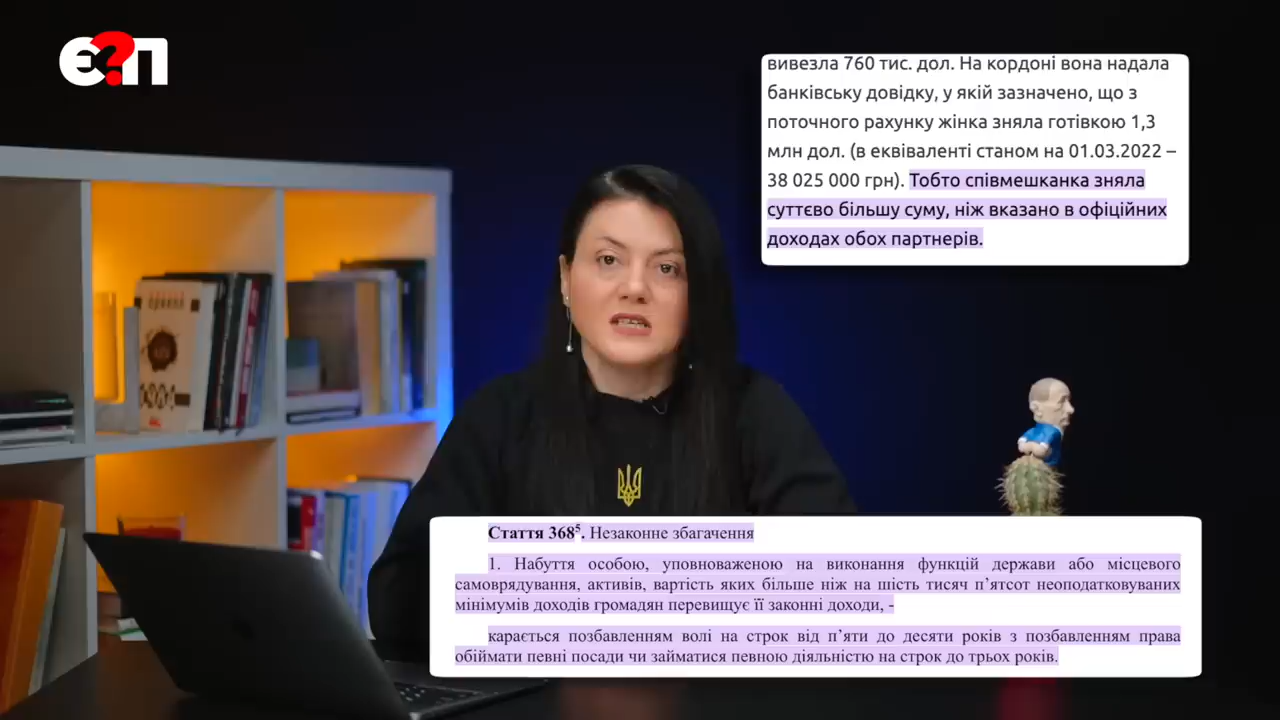 Є?П
вивезла 760 тис. дол. На кордоні вона надала
банківську довідку, у якій зазначено, що з
поточного рахунку жінка зняла готівкою 1,3
млн дол. (в еквіваленті станом на 01.03.2022 –
38 025 000 грн). Тобто співмешканка зняла
суттєво більшу суму, ніж вказано в офіційних
доходах обох партнерів.
Стаття 368⁵. Незаконне збагачення
1. Набуття особою, уповноваженою на виконання функцій держави або місцевого
самоврядування, активів, вартість яких більше ніж на шість тисяч п’ятсот неоподатковуваних
мінімумів доходів громадян перевищує її законні доходи, -
карається позбавленням волі на строк від п’яти до десяти років з позбавленням права
обіймати певні посади чи займатися певною діяльністю на строк до трьох років.